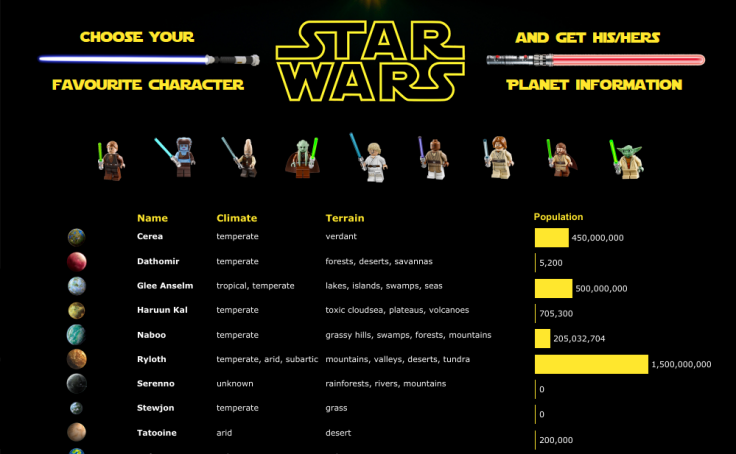 CHOOSE YOUR
FAVOURITE CHARACTER
STAR
WARS
AND GET HIS/HERS
PLANET INFORMATION
Name Climate Terrain Population
Cerea temperate verdant 450,000,000
Dathomir temperate forests, deserts, savannas 5,200
Glee Anselm tropical, temperate lakes, islands, swamps, seas 500,000,000
Haruun Kal temperate toxic cloudsea, plateaus, volcanoes 705,300
Naboo temperate grassy hills, swamps, forests, mountains 205,032,704
Ryloth temperate, arid, subartic mountains, valleys, deserts, tundra 1,500,000,000
Serenno unknown rainforests, rivers, mountains 0
Stewjon temperate grass 0
Tatooine arid desert 200,000